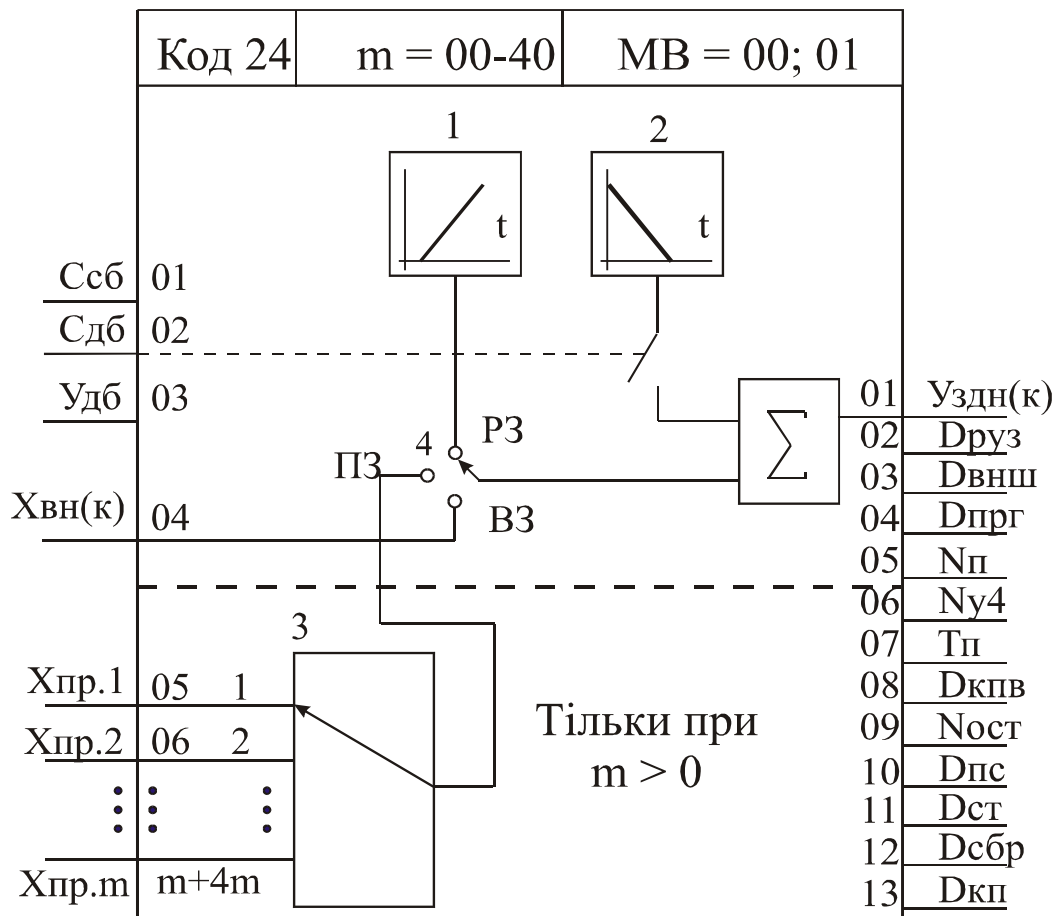 Код 24 m = 00-40 МВ = 00; 01
1 2
t t
Ссб 01
Сдб 02
Удб 03
01 Уздн(к)
РЗ
02 Dруз
4
ПЗ
03 Dвнш
Хвн(к) 04
ВЗ
04 Dпрг
05 Nп
06 Nу4
3
07 Тп
Хпр.1 05 1
08 Dкпв
Хпр.2 06 2
Тільки при
09 Nост
m > 0
10 Dпс
11 Dст
12 Dсбр
Хпр.m m+4m
13 Dкп